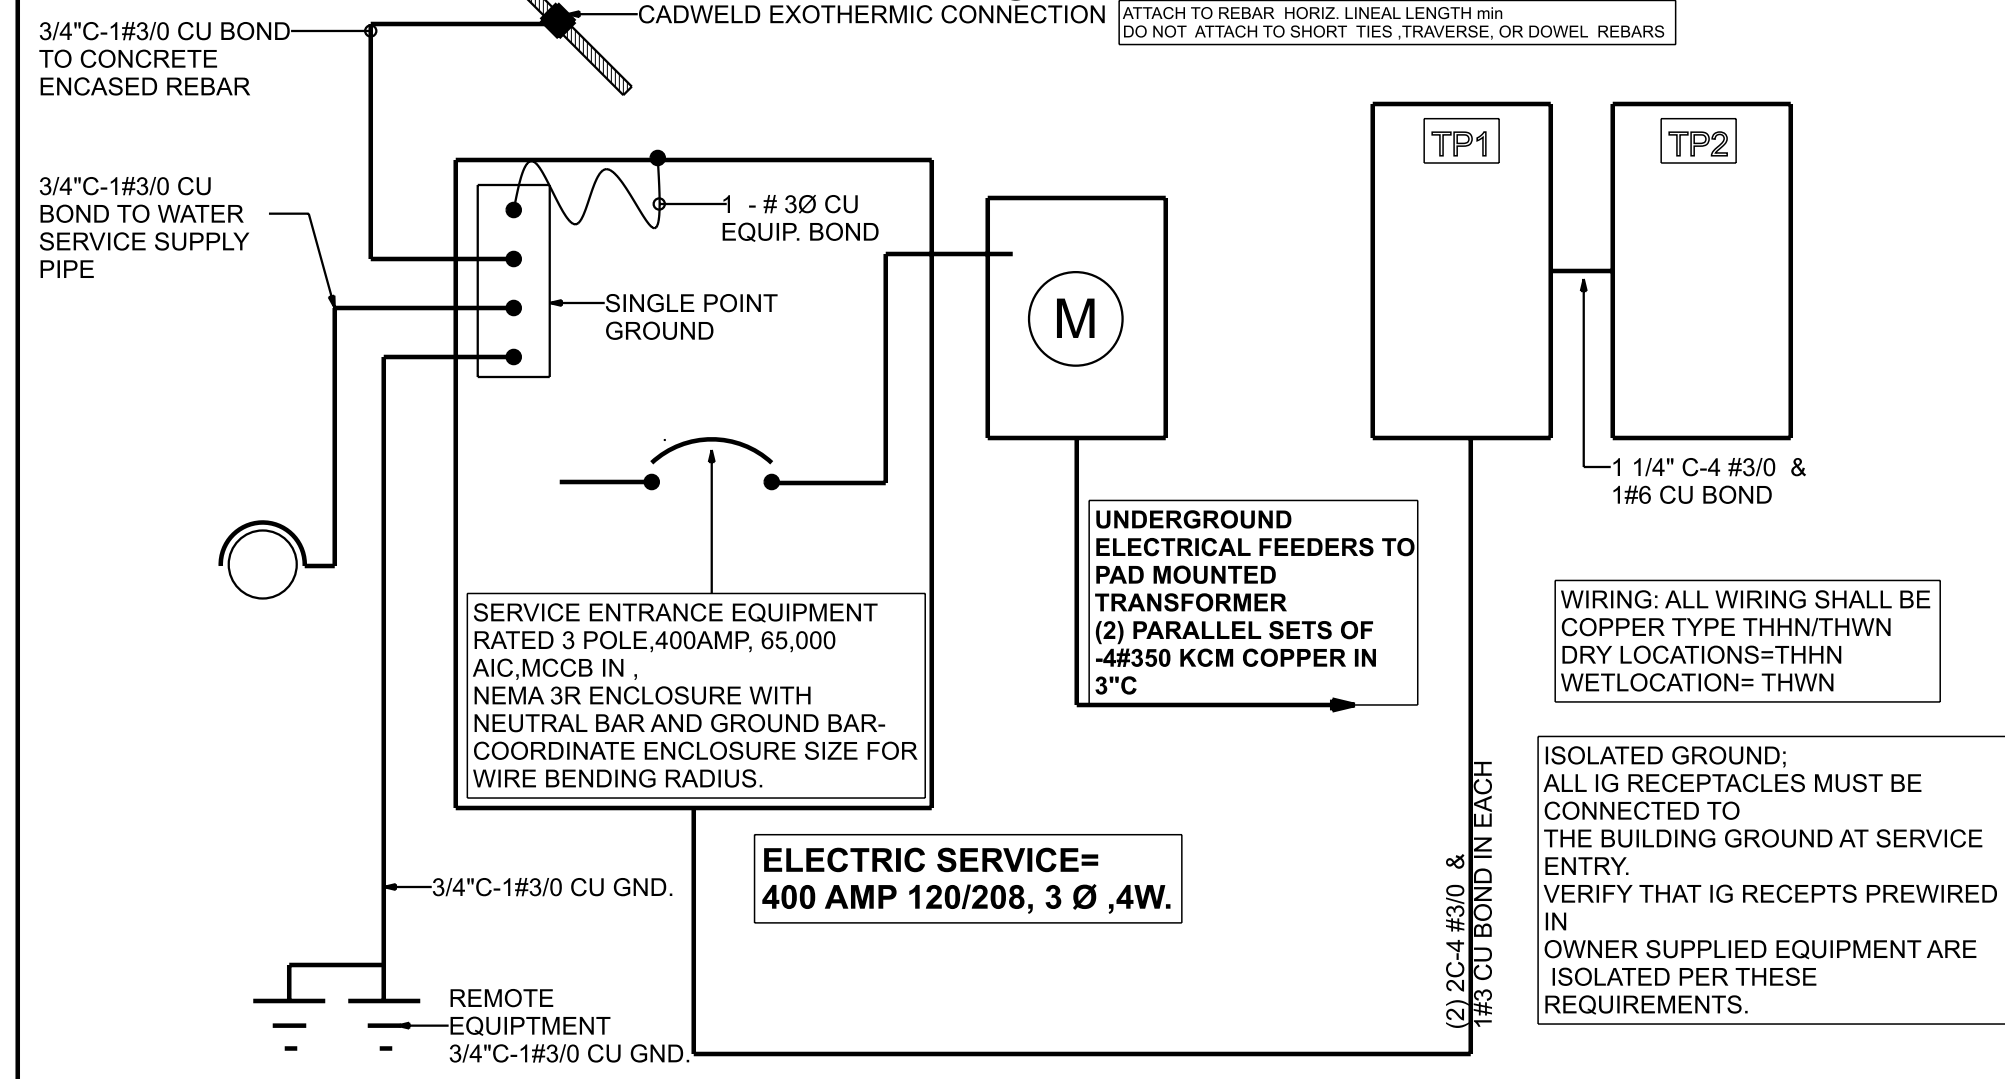 3/4"C-1#3/0 CU BOND
TO CONCRETE
ENCASED REBAR
CADWELD EXOTHERMIC CONNECTION
ATTACH TO REBAR HORIZ. LINEAL LENGTH min
DO NOT ATTACH TO SHORT TIES ,TRAVERSE, OR DOWEL REBARS
3/4"C-1#3/0 CU
BOND TO WATER
SERVICE SUPPLY
PIPE
1 - # 3Ø CU
EQUIP. BOND
SINGLE POINT
GROUND
M
TP1
TP2
1 1/4" C-4 #3/0 &
1#6 CU BOND
UNDERGROUND
ELECTRICAL FEEDERS TO
PAD MOUNTED
TRANSFORMER
(2) PARALLEL SETS OF
-4#350 KCM COPPER IN
3"C
SERVICE ENTRANCE EQUIPMENT
RATED 3 POLE,400AMP, 65,000
AIC,MCCB IN ,
NEMA 3R ENCLOSURE WITH
NEUTRAL BAR AND GROUND BAR-
COORDINATE ENCLOSURE SIZE FOR
WIRE BENDING RADIUS.
WIRING: ALL WIRING SHALL BE
COPPER TYPE THHN/THWN
DRY LOCATIONS=THHN
WETLOCATION= THWN
ISOLATED GROUND;
ALL IG RECEPTACLES MUST BE
CONNECTED TO
THE BUILDING GROUND AT SERVICE
ENTRY.
VERIFY THAT IG RECEPTS PREWIRED
IN
OWNER SUPPLIED EQUIPMENT ARE
ISOLATED PER THESE
REQUIREMENTS.
ELECTRIC SERVICE=
400 AMP 120/208, 3 Ø ,4W.
(2) 2C-4 #3/0 &
1#3 CU BOND IN EACH
3/4"C-1#3/0 CU GND.
REMOTE
EQUIPTMENT
3/4"C-1#3/0 CU GND.